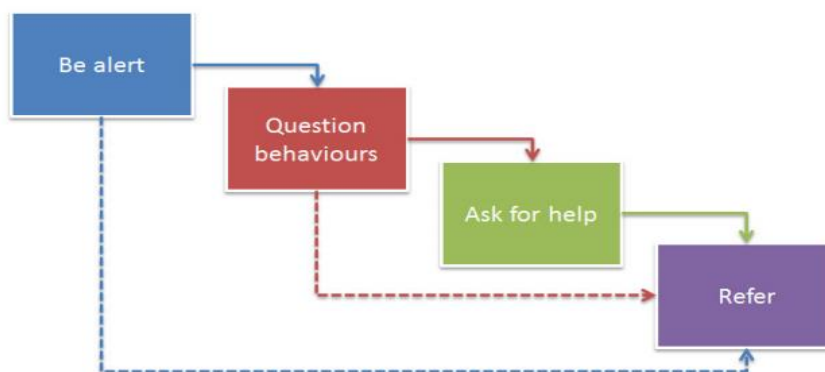 Be alert
Question
behaviours
Ask for help
Refer